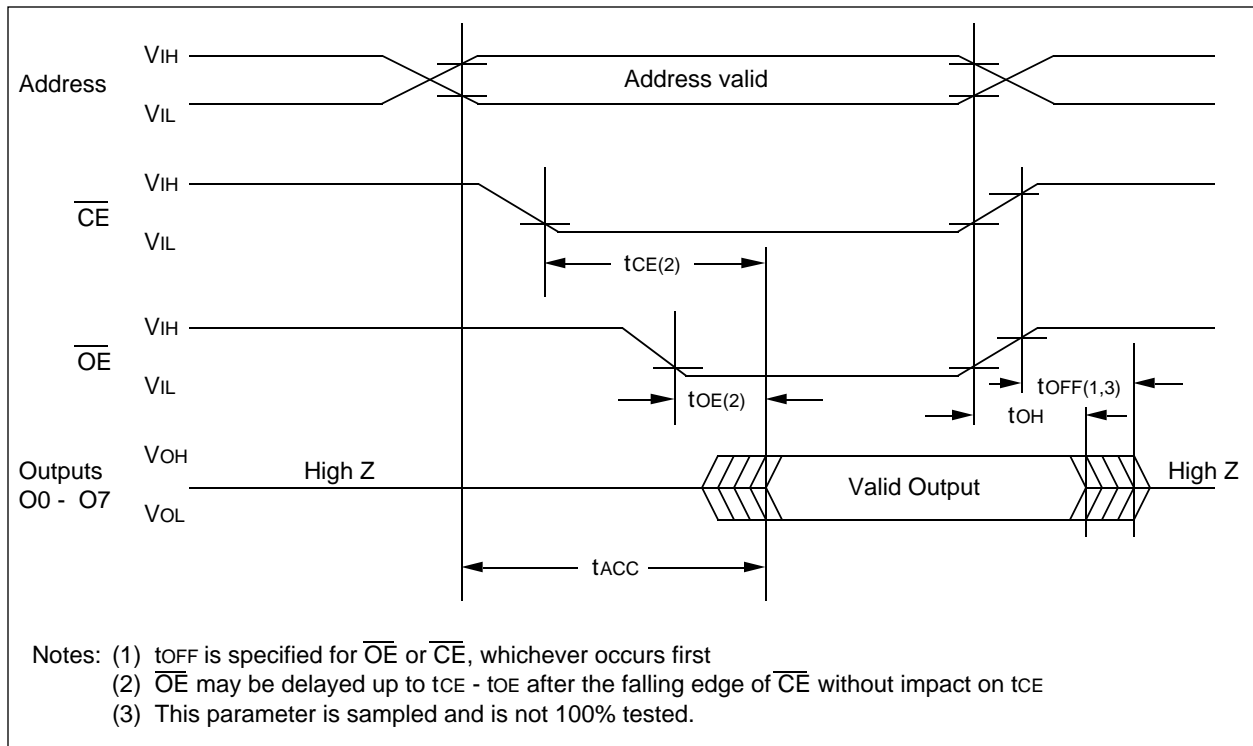 VIH
Address
Address valid
VIL
VIH
CE
VIL
tCE(2)
VIH
OE
VIL
tOE(2)
tOFF(1,3)
tOH
VOH
Outputs
O0 - O7
High Z
Valid Output
High Z
VOL
tACC
Notes: (1) tOFF is specified for OE or CE, whichever occurs first
(2) OE may be delayed up to tCE - tOE after the falling edge of CE without impact on tCE
(3) This parameter is sampled and is not 100% tested.